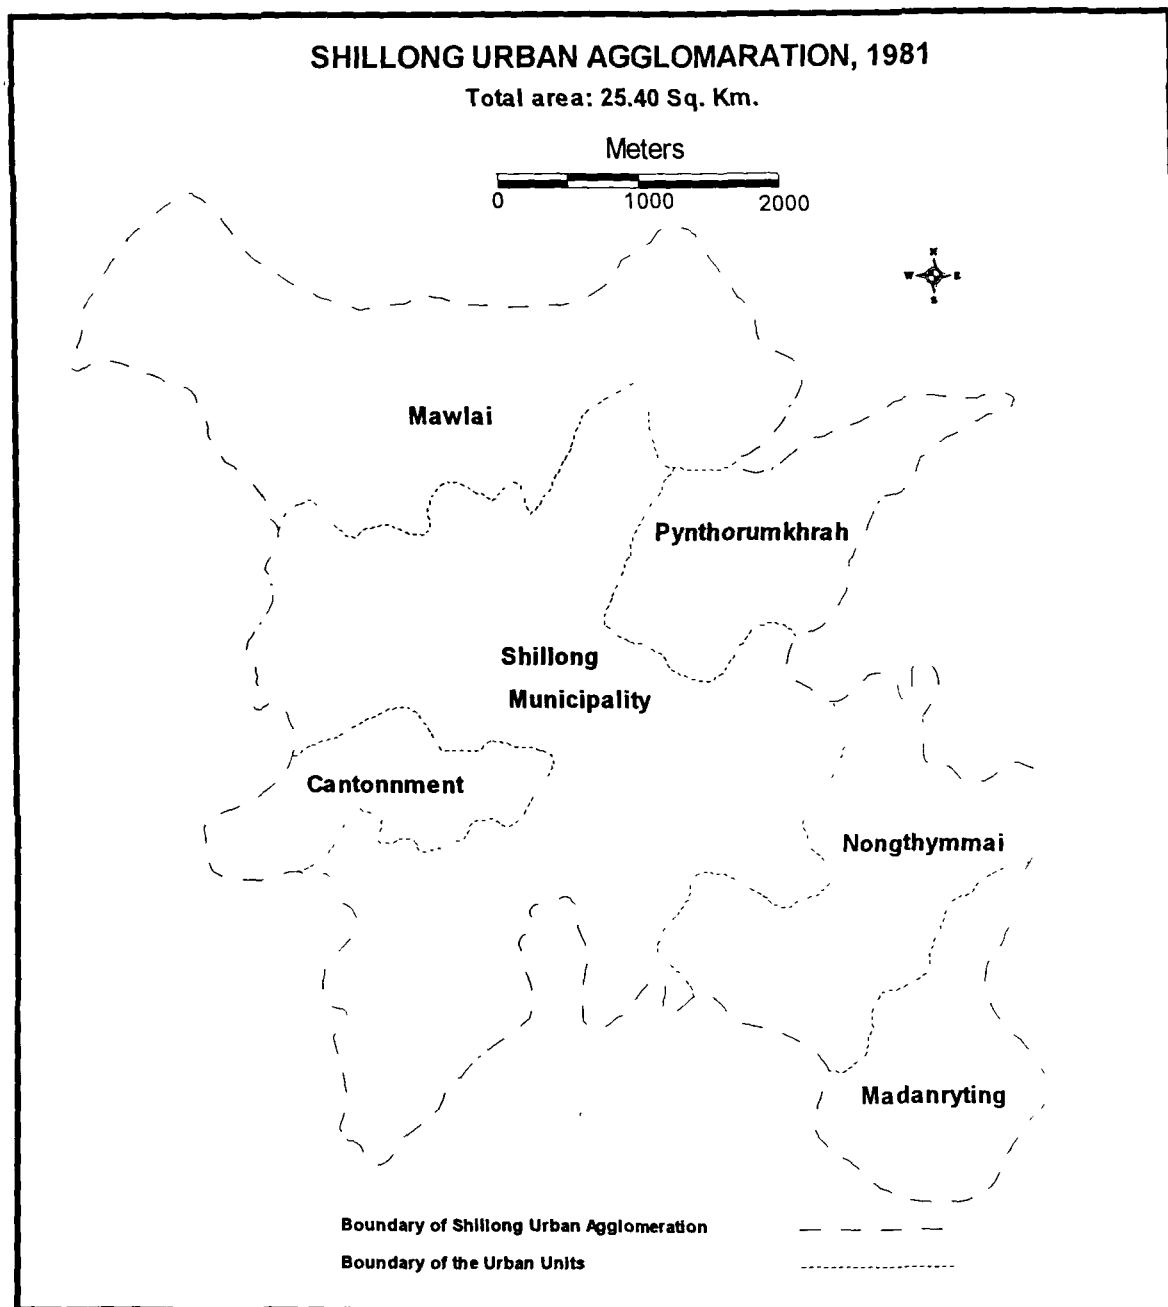 SHILLONG URBAN AGGLOMARATION, 1981
Total area: 25.40 Sq. Km.
Meters
0 1000 2000
N
W E
S
Mawlai
Pynthorumkhrah
Shillong
Municipality
Cantonnment
Nongthymmai
Madanryting
Boundary of Shillong Urban Agglomeration
Boundary of the Urban Units